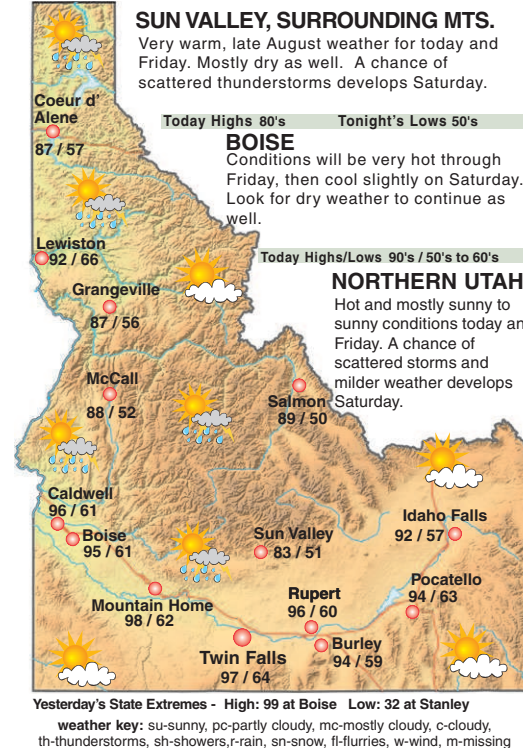 SUN VALLEY, SURROUNDING MTS.
Very warm, late August weather for today and
Friday. Mostly dry as well. A chance of
scattered thunderstorms develops Saturday.
Today Highs 80's Tonight's Lows 50's
BOISE
Conditions will be very hot through
Friday, then cool slightly on Saturday.
Look for dry weather to continue as
well.
Today Highs/Lows 90's / 50's to 60's
NORTHERN UTAH
Hot and mostly sunny to
sunny conditions today an
Friday. A chance of
scattered storms and
milder weather develops
Saturday.
Coeur d'
Alene
87 / 57
Lewiston
92 / 66
Grangeville
87 / 56
McCall
88 / 52
Salmon
89 / 50
Caldwell
96 / 61
Boise
95 / 61
Sun Valley
83 / 51
Idaho Falls
92 / 57
Pocatello
94 / 63
Mountain Home
98 / 62
Rupert
96 / 60
Burley
94 / 59
Twin Falls
97 / 64
Yesterday's State Extremes - High: 99 at Boise Low: 32 at Stanley
weather key: su-sunny, pc-partly cloudy, mc-mostly cloudy, c-cloudy,
th-thunderstorms, sh-showers,r-rain, sn-snow, fl-flurries, w-wind, m-missing